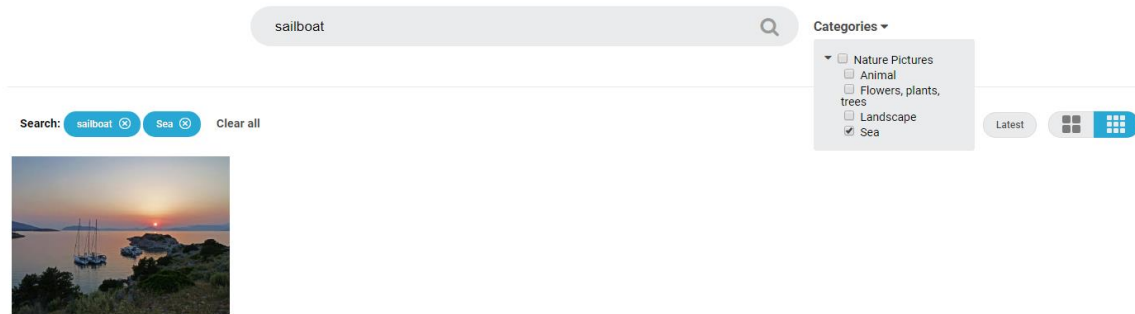 sailboat
Categories
Nature Pictures
Animal
Flowers, plants,
trees
Landscape
Sea
Search: sailboat Sea Clear all
Latest